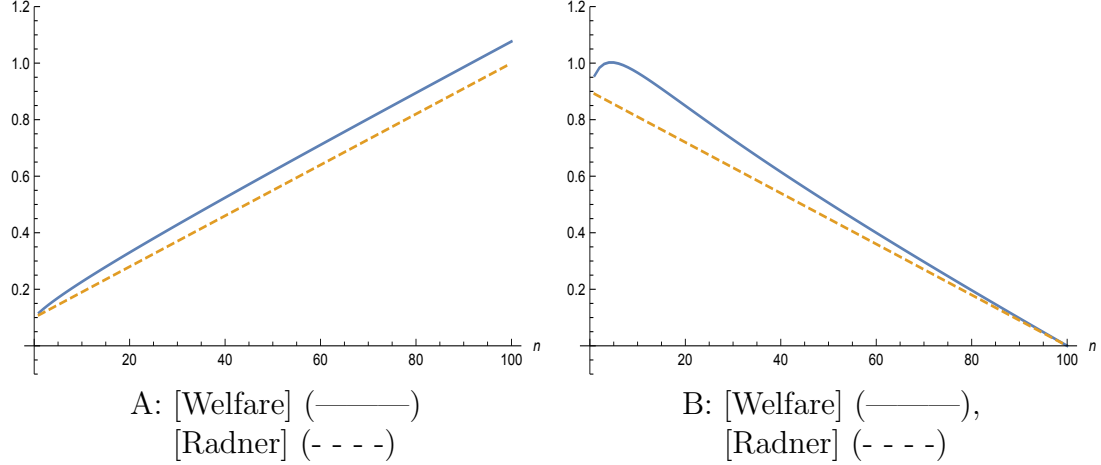 1.2
1.0
0.8
0.6
0.4
0.2
20 40 60 80 100 n
A: [Welfare] (———)
[Radner] (- - - -)
1.2
1.0
0.8
0.6
0.4
0.2
20 40 60 80 100 n
B: [Welfare] (———),
[Radner] (- - - -)